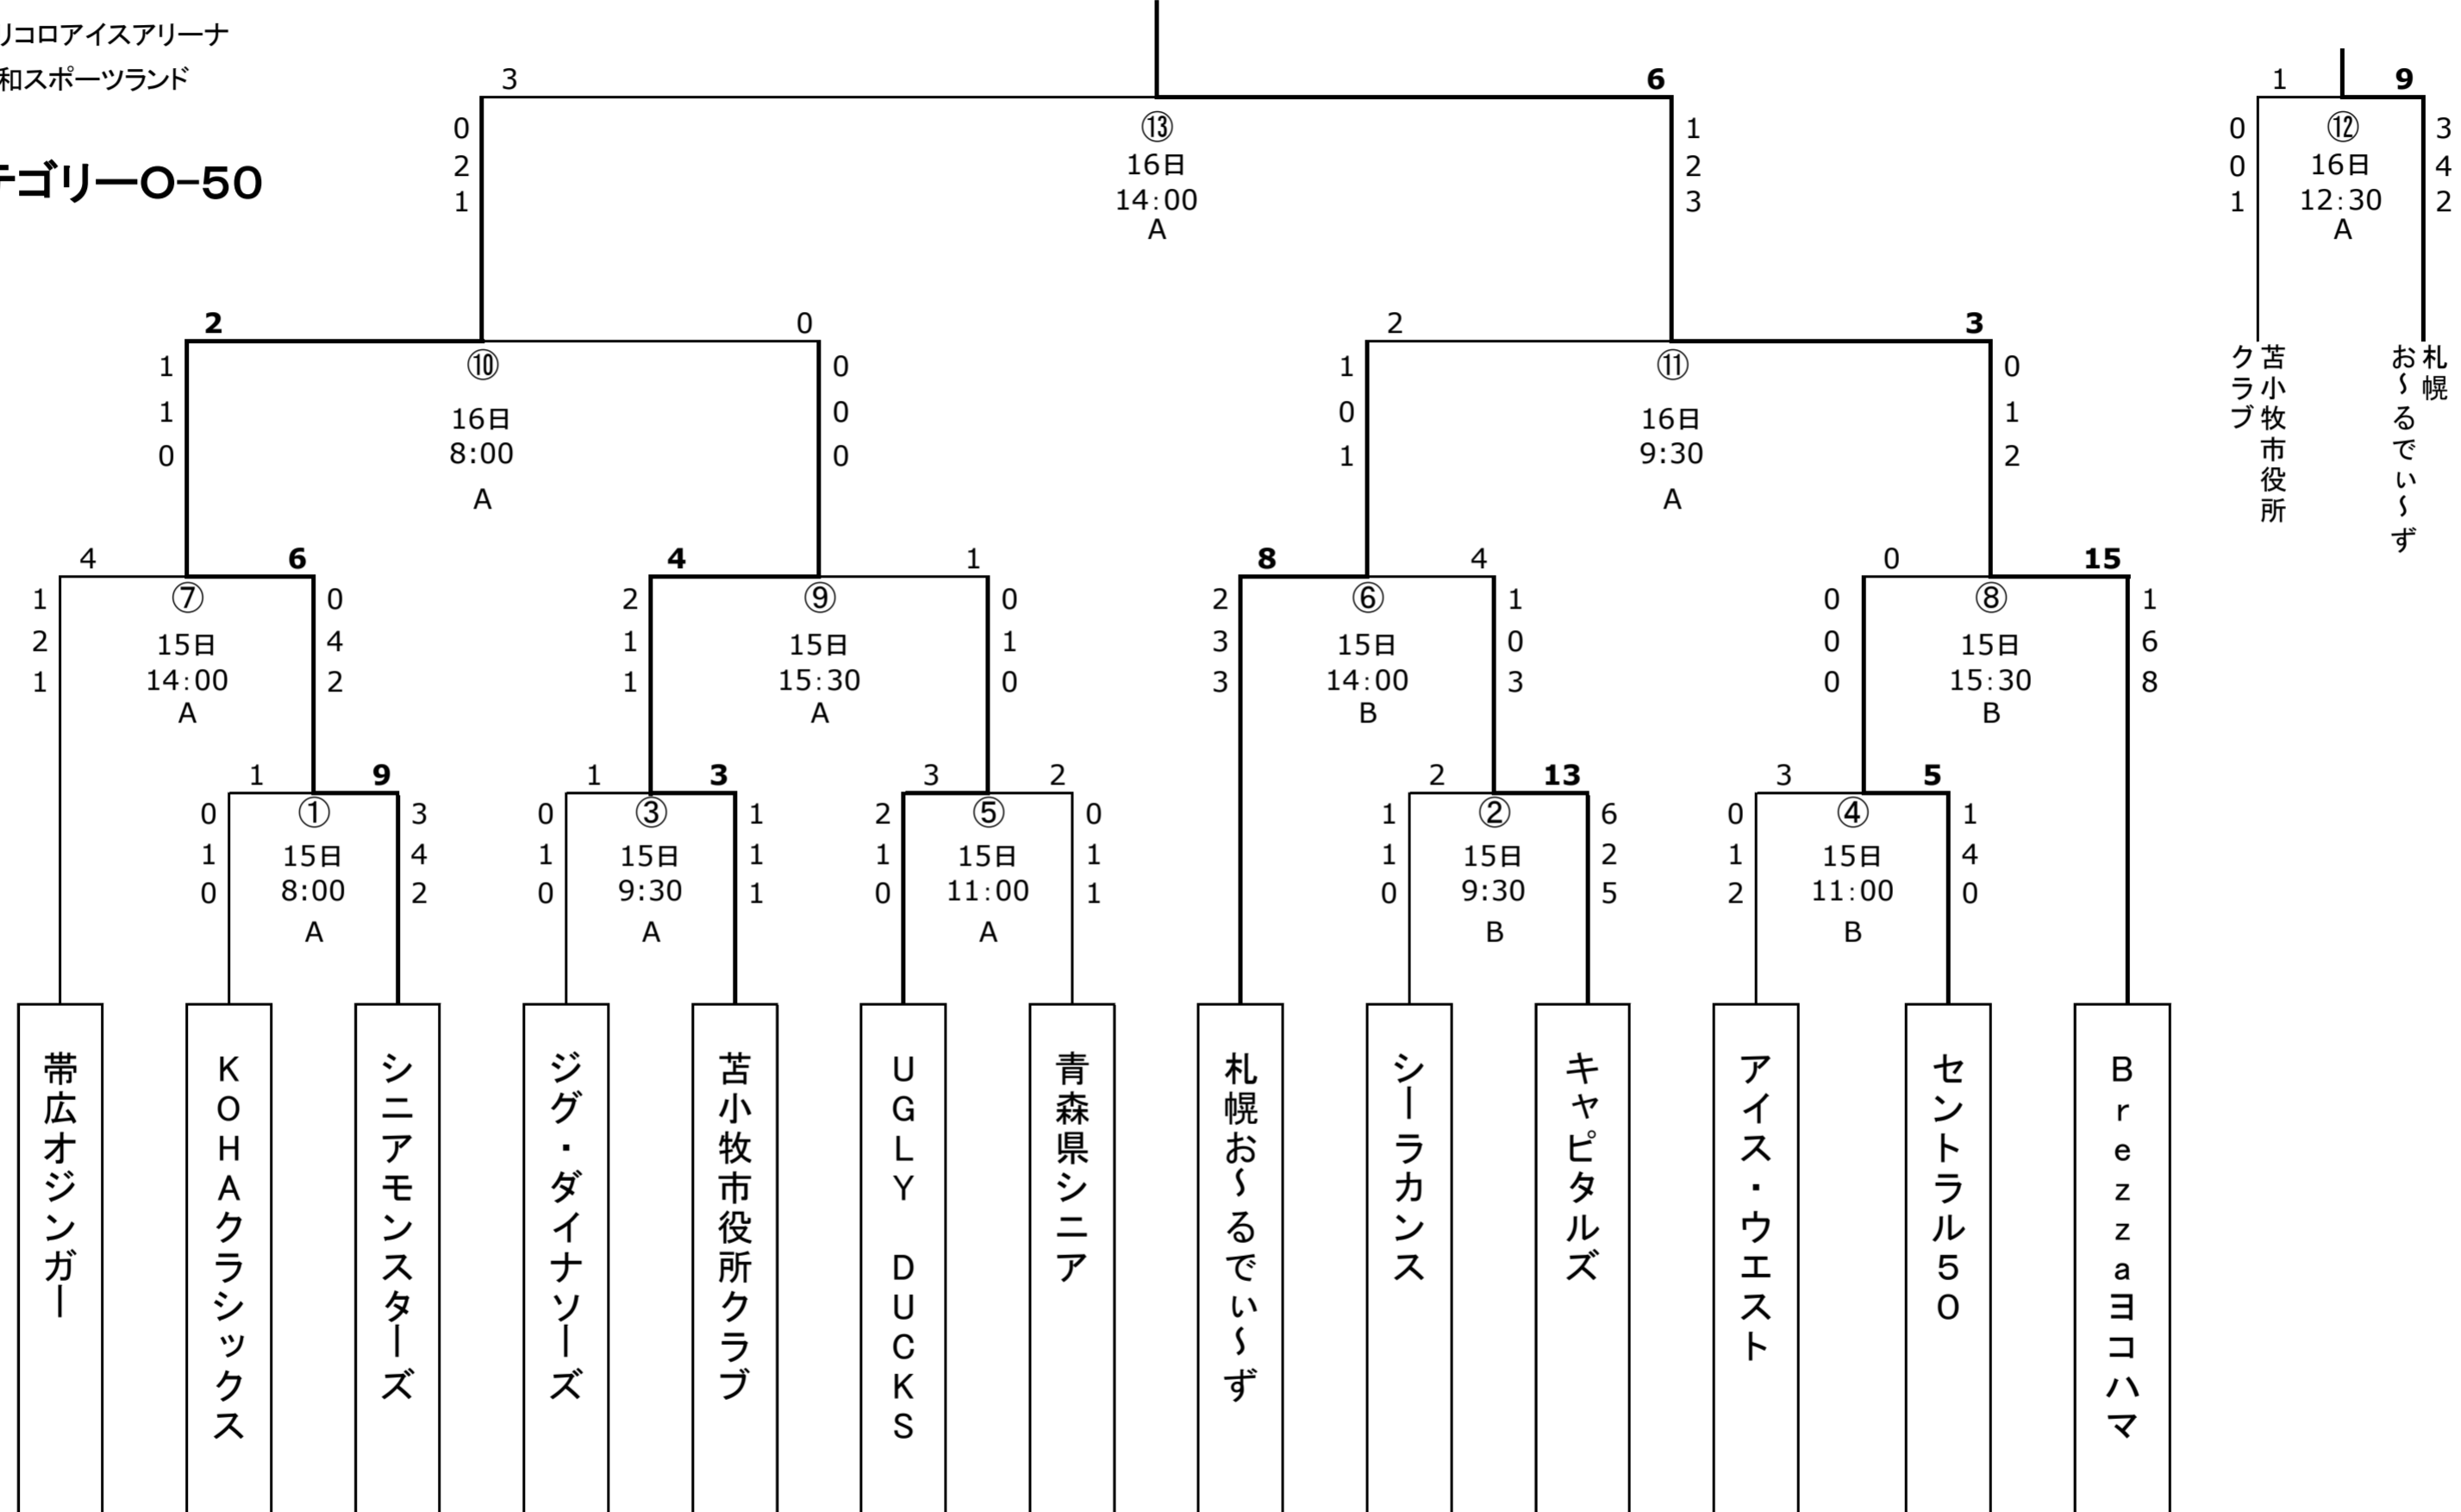 リコロアイスアリーナ
和スポーツランド
テゴリーO-50
3 6
⑬
16日
14:00
A
0 1
2 2
1 3
1 9
⑫
16日
12:30
A
0 3
0 4
1 2
苫小牧市役所
クラブ
札幌
お～るでぃ～ず
2 0
⑩
16日
8:00
A
1 0
1 0
0 0
2 3
⑪
16日
9:30
A
1 0
0 1
1 2
4 6
⑦
15日
14:00
A
1 0
2 4
1 2
4 1
⑨
15日
15:30
A
2 0
1 1
1 0
8 4
⑥
15日
14:00
B
2 1
3 0
3 3
0 15
⑧
15日
15:30
B
0 1
0 6
0 8
1 9
①
15日
8:00
A
0 3
1 4
0 2
1 3
③
15日
9:30
A
0 1
1 1
0 1
3 2
⑤
15日
11:00
A
2 0
1 1
0 1
2 13
②
15日
9:30
B
1 6
1 2
0 5
3 5
④
15日
11:00
B
0 1
1 4
2 0
帯広オジンガー
KOHAクラシックス
シニアモンスターズ
ジグ・ダイナソーズ
苫小牧市役所クラブ
UGLY DUCKS
青森県シニア
札幌お～るでぃ～ず
シーラカンス
キャピタルズ
アイス・ウエスト
セントラル50
Brezzaヨコハマ